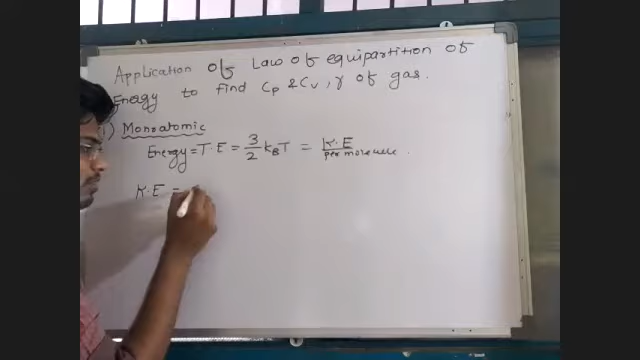 Application Of Law Of equipartition Of
Energy to find Cp & Cv, γ Of gas.
i) Monoatomic
Energy = T.E = 3/2 kBT = K.E / per molecule.
K.E =